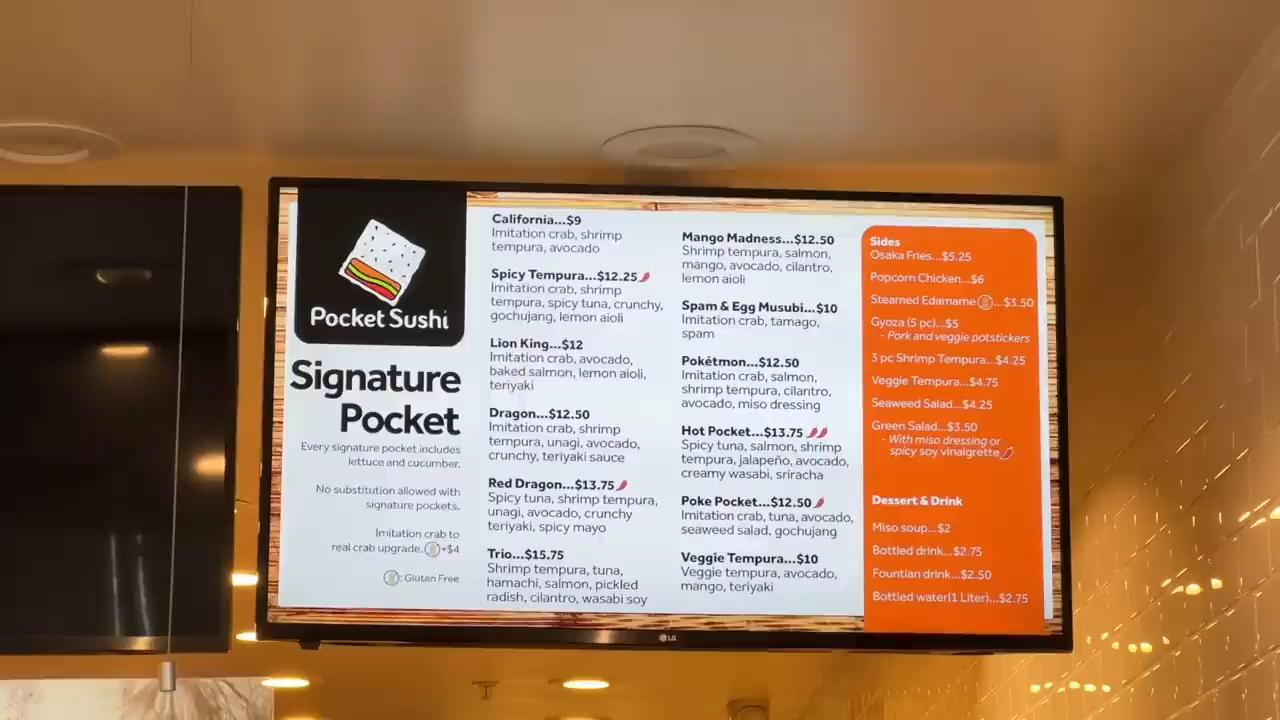 Pocket Sushi
Signature
Pocket
Every signature pocket includes
lettuce and cucumber.
No substitution allowed with
signature pockets.
Imitation crab to
real crab upgrade. +$4
: Gluten Free
California...$9
Imitation crab, shrimp
tempura, avocado
Spicy Tempura...$12.25
Imitation crab, shrimp
tempura, spicy tuna, crunchy,
gochujang, lemon aioli
Lion King...$12
Imitation crab, avocado,
baked salmon, lemon aioli,
teriyaki
Dragon...$12.50
Imitation crab, shrimp
tempura, unagi, avocado,
crunchy, teriyaki sauce
Red Dragon...$13.75
Spicy tuna, shrimp tempura,
unagi, avocado, crunchy
teriyaki, spicy mayo
Trio...$15.75
Shrimp tempura, tuna,
hamachi, salmon, pickled
radish, cilantro, wasabi soy
Mango Madness...$12.50
Shrimp tempura, salmon,
mango, avocado, cilantro,
lemon aioli
Spam & Egg Musubi...$10
Imitation crab, tamago,
spam
Pokétmon...$12.50
Imitation crab, salmon,
shrimp tempura, cilantro,
avocado, miso dressing
Hot Pocket...$13.75
Spicy tuna, salmon, shrimp
tempura, jalapeño, avocado,
creamy wasabi, sriracha
Poke Pocket...$12.50
Imitation crab, tuna, avocado,
seaweed salad, gochujang
Veggie Tempura...$10
Veggie tempura, avocado,
mango, teriyaki
Sides
Osaka Fries...$5.25
Popcorn Chicken...$6
Steamed Edamame ...$3.50
Gyoza (5 pc)...$5
- Pork and veggie potstickers
3 pc Shrimp Tempura...$4.25
Veggie Tempura...$4.75
Seaweed Salad...$4.25
Green Salad...$3.50
- With miso dressing or
spicy soy vinaigrette
Dessert & Drink
Miso soup...$2
Bottled drink...$2.75
Fountian drink...$2.50
Bottled water(1 Liter)...$2.75
LG